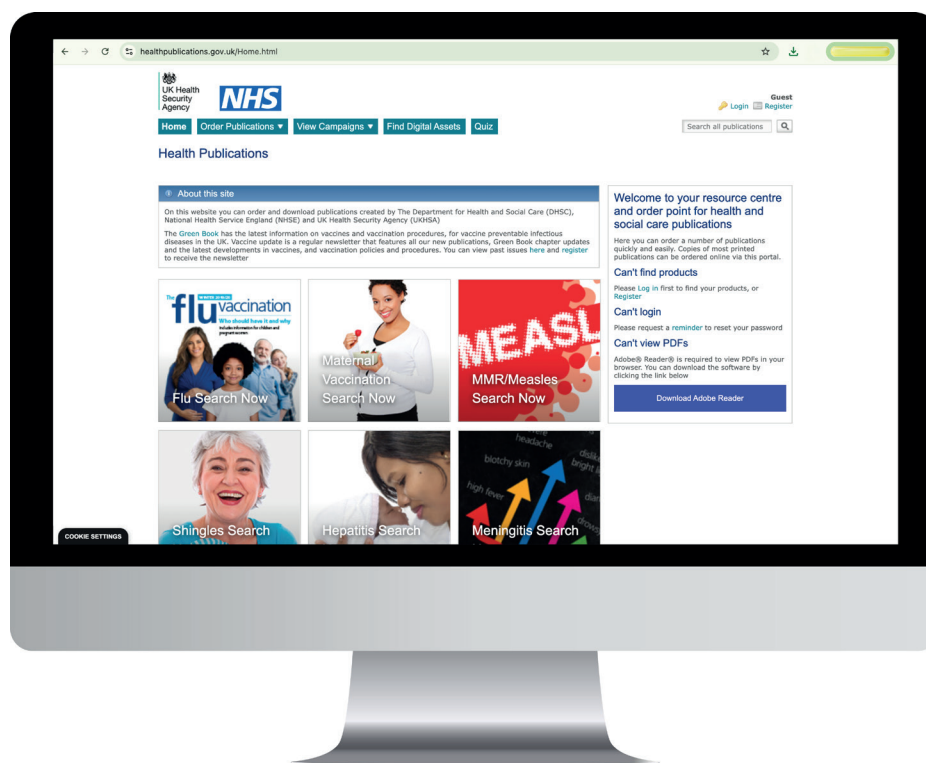 healthpublications.gov.uk/Home.html
UK Health
Security
Agency
NHS
Guest
Login Register
Home Order Publications View Campaigns Find Digital Assets Quiz
Search all publications
Health Publications
About this site
On this website you can order and download publications created by The Department for Health and Social Care (DHSC),
National Health Service England (NHSE) and UK Health Security Agency (UKHSA)
The Green Book has the latest information on vaccines and vaccination procedures, for vaccine preventable infectious
diseases in the UK. Vaccine update is a regular newsletter that features all our new publications, Green Book chapter updates
and the latest developments in vaccines, and vaccination policies and procedures. You can view past issues here and register
to receive the newsletter
Welcome to your resource centre
and order point for health and
social care publications
Here you can order a number of publications
quickly and easily. Copies of most printed
publications can be ordered online via this portal.
Can't find products
Please Log in first to find your products, or
Register
Can't login
Please request a reminder to reset your password
Can't view PDFs
Adobe® Reader® is required to view PDFs in your
browser. You can download the software by
clicking the link below
Download Adobe Reader
The flu vaccination
Who should have it and why
Includes information for children and
pregnant women
Flu Search Now
Maternal
Vaccination
Search Now
MEASL
MMR/Measles
Search Now
Shingles Search
Hepatitis Search
headache
blotchy skin
high fever
Meningitis Search
COOKIE SETTINGS